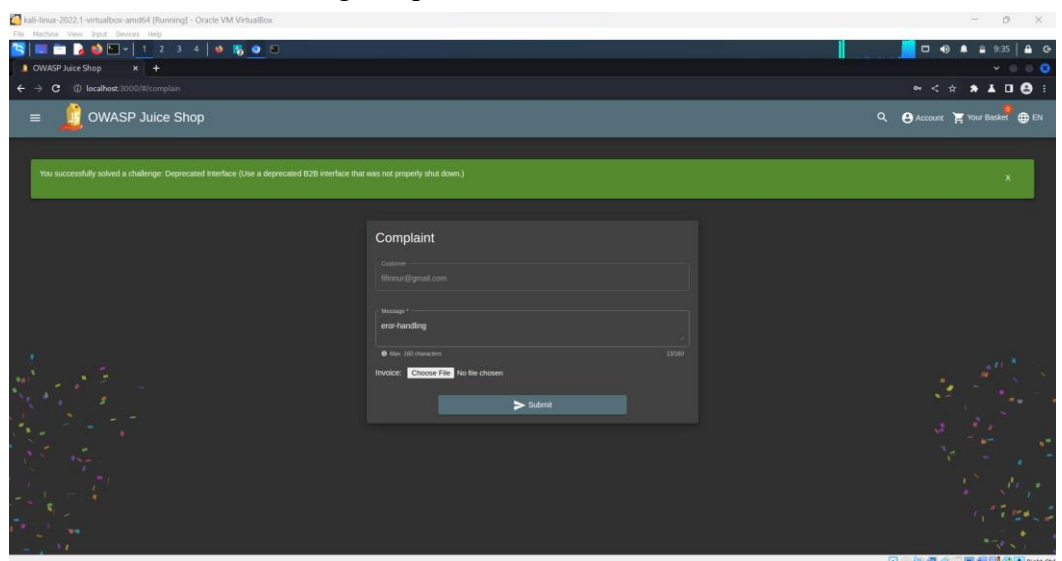 kali-linux-2022.1-virtualbox-amd64 [Running] - Oracle VM VirtualBox
File Machine View Input Devices Help
1 2 3 4
9:35
OWASP Juice Shop
localhost:3000/#/complain
OWASP Juice Shop
Account
0
Your Basket
EN
You successfully solved a challenge: Deprecated Interface (Use a deprecated B2B interface that was not properly shut down.)
X
Complaint
Customer
Message *
eror-handling
Max. 160 characters
13/160
Invoice: Choose File No file chosen
Submit